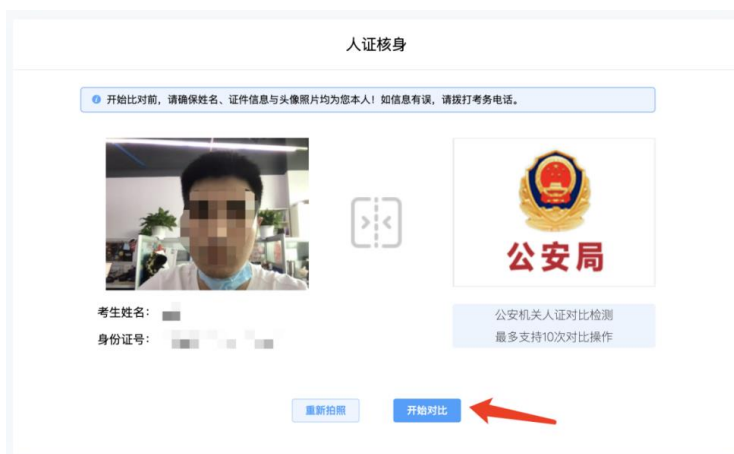 人证核身
开始比对前，请确保姓名、证件信息与头像照片均为您本人！如信息有误，请拨打考务电话。
公安局
考生姓名：
身份证号：
公安机关人证对比检测
最多支持10次对比操作
重新拍照
开始对比